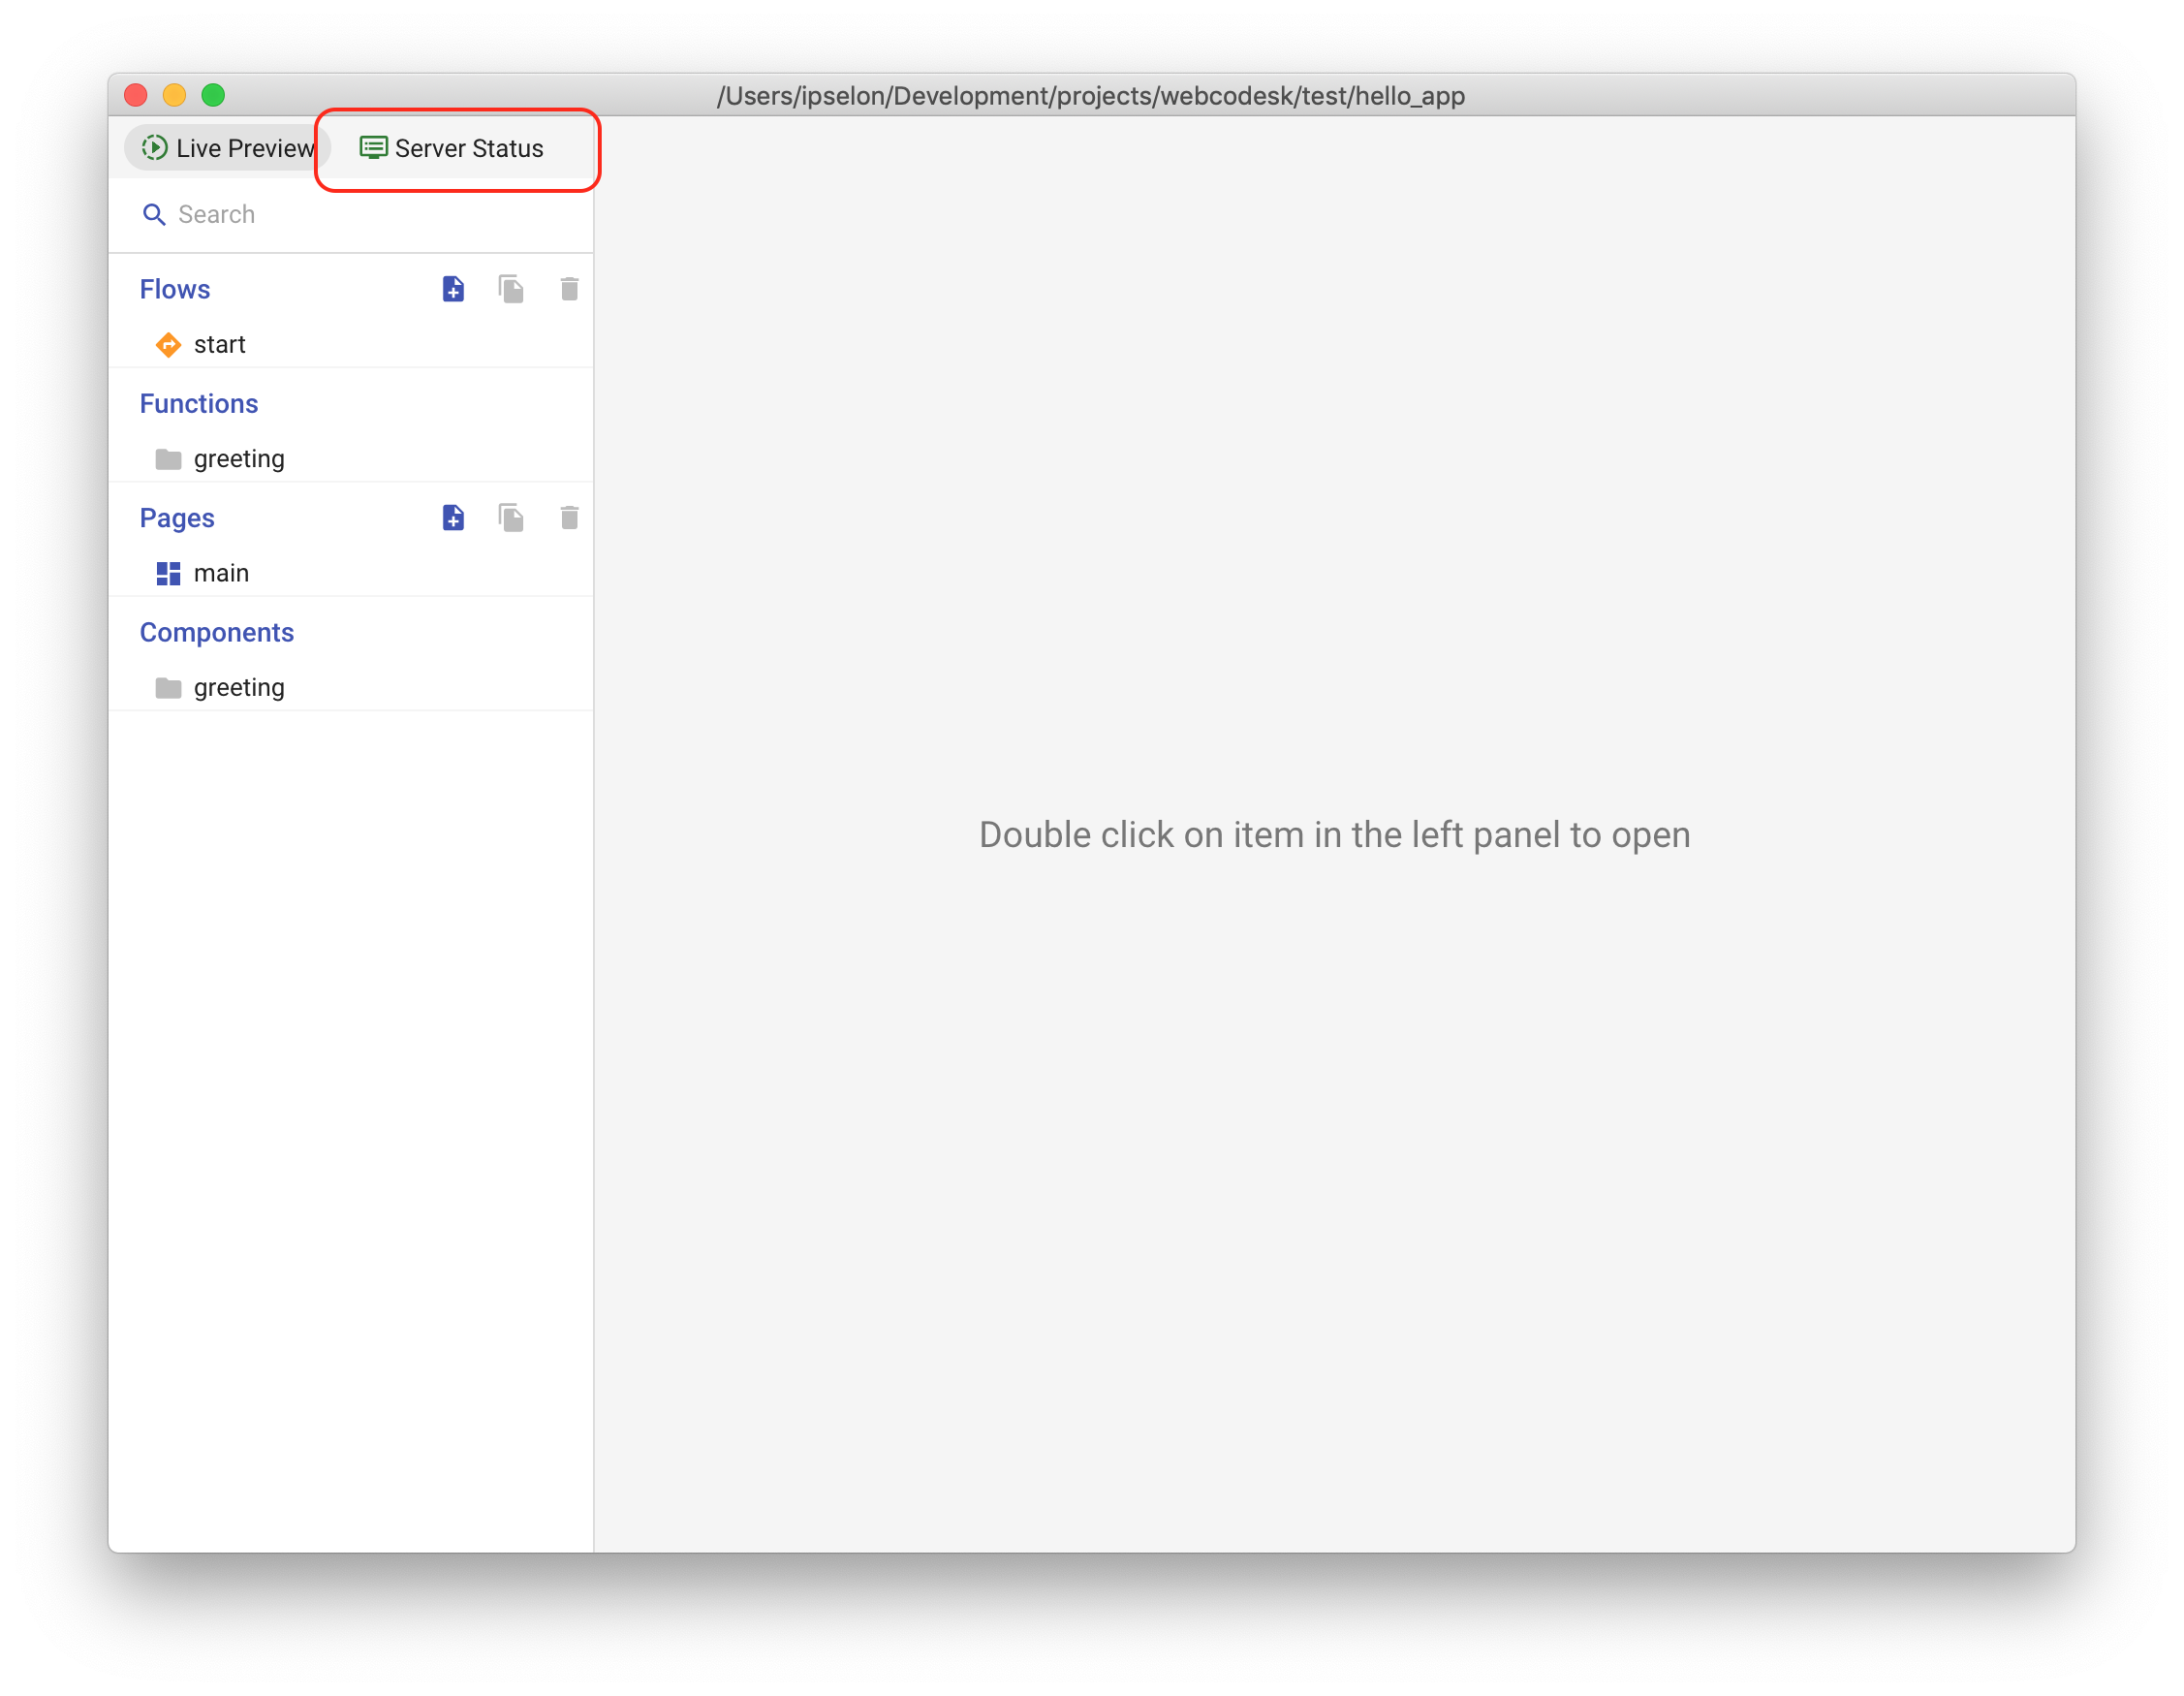 /Users/ipselon/Development/projects/webcodesk/test/hello_app
Live Preview Server Status
Search
Flows
start
Functions
greeting
Pages
main
Components
greeting
Double click on item in the left panel to open